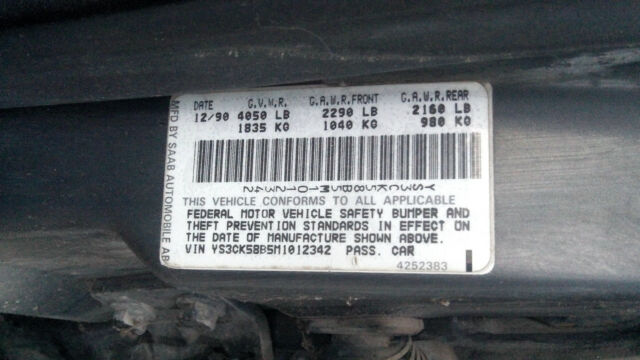 DATE G.V.W.R. G.A.W.R.FRONT G.A.W.R.REAR
12/90 4050 LB 2290 LB 2160 LB
1835 KG 1040 KG 980 KG
YS3CK58B5M1012342
THIS VEHICLE CONFORMS TO ALL APPLICABLE
FEDERAL MOTOR VEHICLE SAFETY BUMPER AND
THEFT PREVENTION STANDARDS IN EFFECT ON
THE DATE OF MANUFACTURE SHOWN ABOVE.
VIN YS3CK58B5M1012342 PASS. CAR
4252383
MFD BY SAAB AUTOMOBILE AB